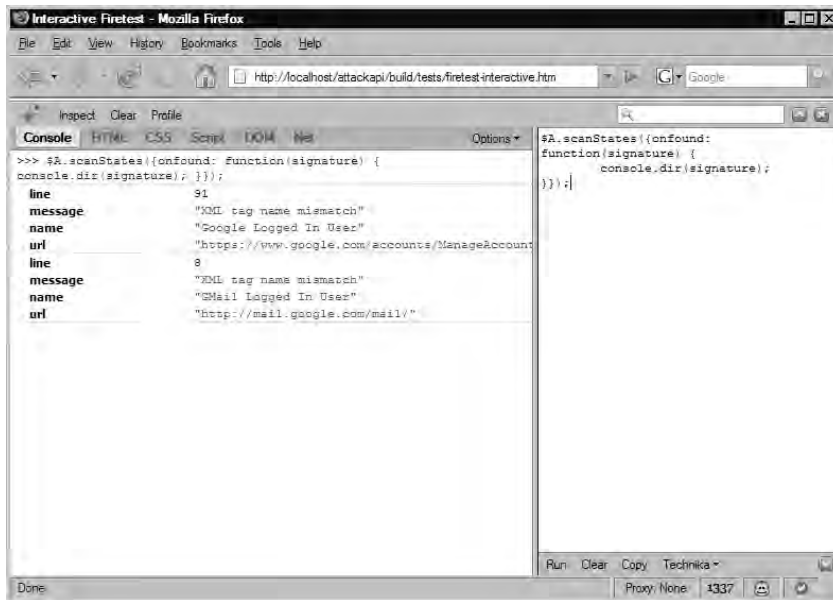 Interactive Firetest - Mozilla Firefox
File Edit View History Bookmarks Tools Help
http://localhost/attackapi/build/tests/firetest-interactive.htm
G Google
Inspect Clear Profile
Console HTML CSS Script DOM Net Options
>>> $A.scanStates({onfound: function(signature) {
console.dir(signature); }});
line 91
message "XML tag name mismatch"
name "Google Logged In User"
url "https://www.google.com/accounts/ManageAccount
line 8
message "XML tag name mismatch"
name "GMail Logged In User"
url "http://mail.google.com/mail/"
$A.scanStates({onfound:
function(signature) {
console.dir(signature);
}});
Run Clear Copy Technika
Done
Proxy: None 1337